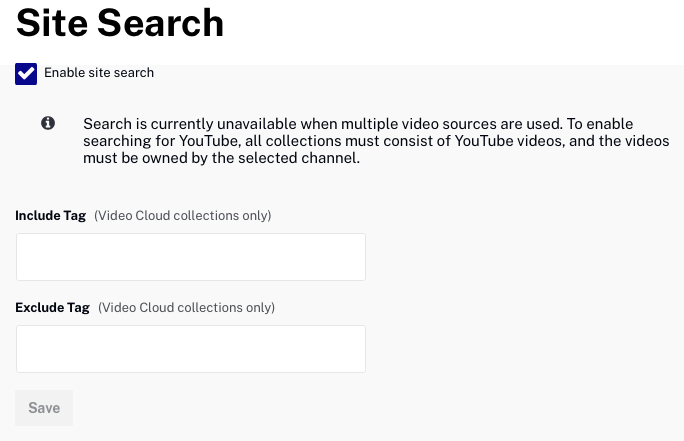 Site Search
Enable site search
Search is currently unavailable when multiple video sources are used. To enable
searching for YouTube, all collections must consist of YouTube videos, and the videos
must be owned by the selected channel.
Include Tag (Video Cloud collections only)
Exclude Tag (Video Cloud collections only)
Save